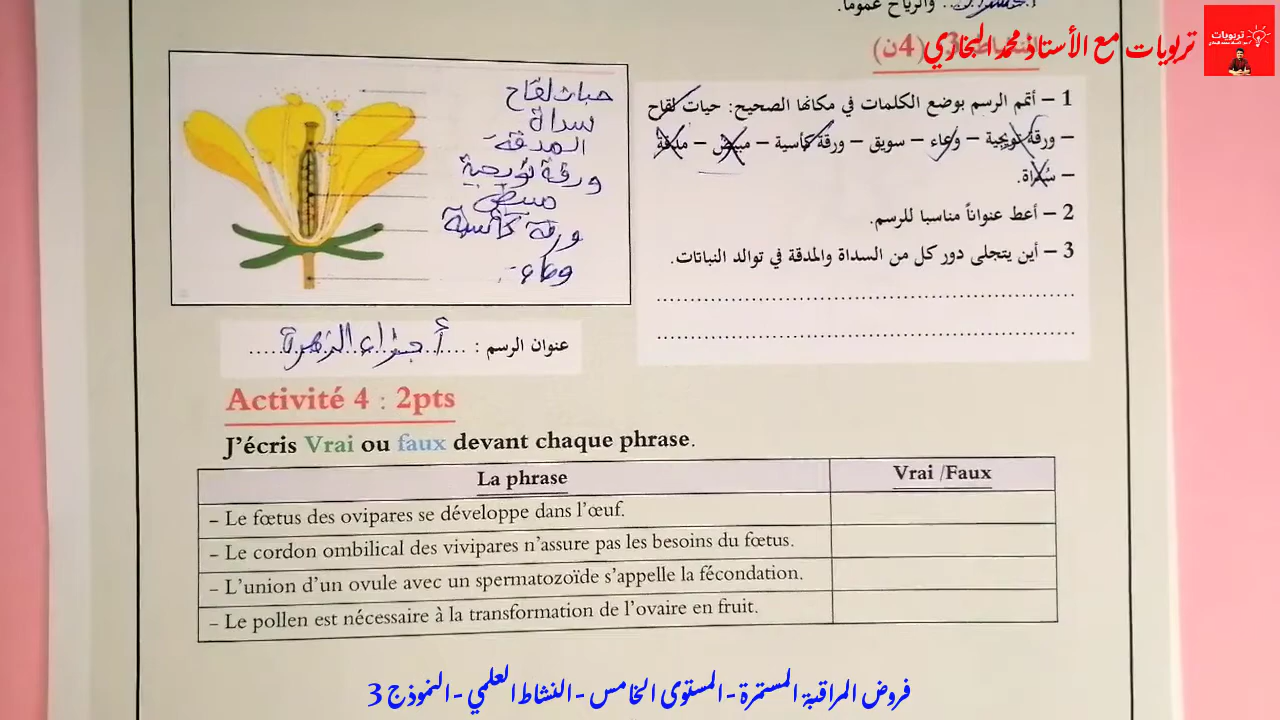 والرياح عموما.
تربويات مع الأستاذ محمد البخاري
تربويات
(4ن)
1 – أتمم الرسم بوضع الكلمات في مكانها الصحيح: حبات لقاح
– ورقة تويجية – وعاء – سويق – ورقة كأسية – مبيض – مدقة
– سُداة.
2 – أعط عنواناً مناسبا للرسم.
3 – أين يتجلى دور كل من السداة والمدقة في توالد النباتات.
حبات لقاح
سداة
المدقة
ورقة تويجية
مبيض
ورقة كأسية
وعاء
عنوان الرسم : أجزاء الزهرة
Activité 4 : 2pts
J'écris Vrai ou faux devant chaque phrase.
La phrase Vrai /Faux
– Le fœtus des ovipares se développe dans l'œuf.
– Le cordon ombilical des vivipares n'assure pas les besoins du fœtus.
– L'union d'un ovule avec un spermatozoïde s'appelle la fécondation.
– Le pollen est nécessaire à la transformation de l'ovaire en fruit.
فروض المراقبة المستمرة - المستوى الخامس - النشاط العلمي - النموذج 3